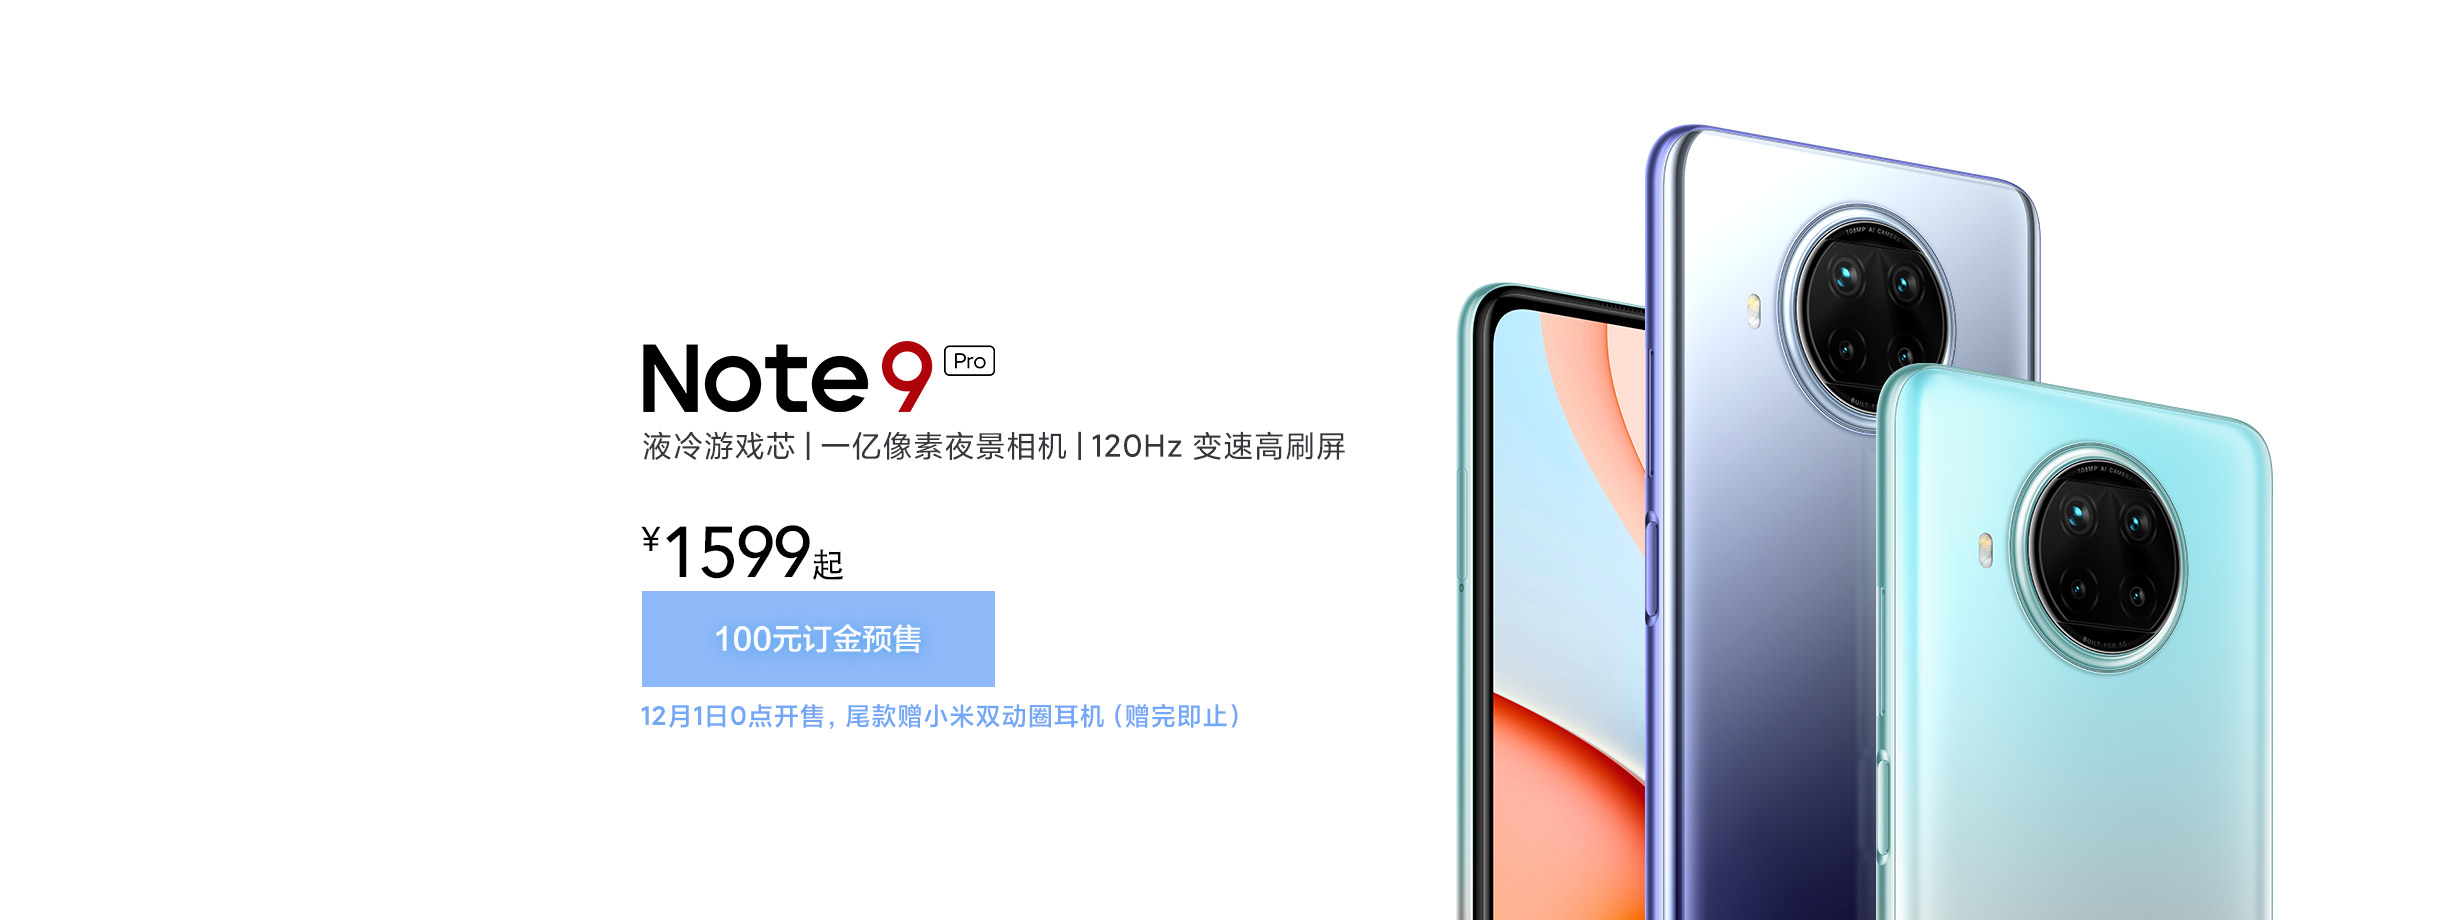 Note 9 Pro
液冷游戏芯 | 一亿像素夜景相机 | 120Hz 变速高刷屏
¥1599起
100元订金预售
12月1日0点开售，尾款赠小米双动圈耳机（赠完即止）
108MP AI CAMERA
108MP AI CAMERA
BUILT-FOR-5G